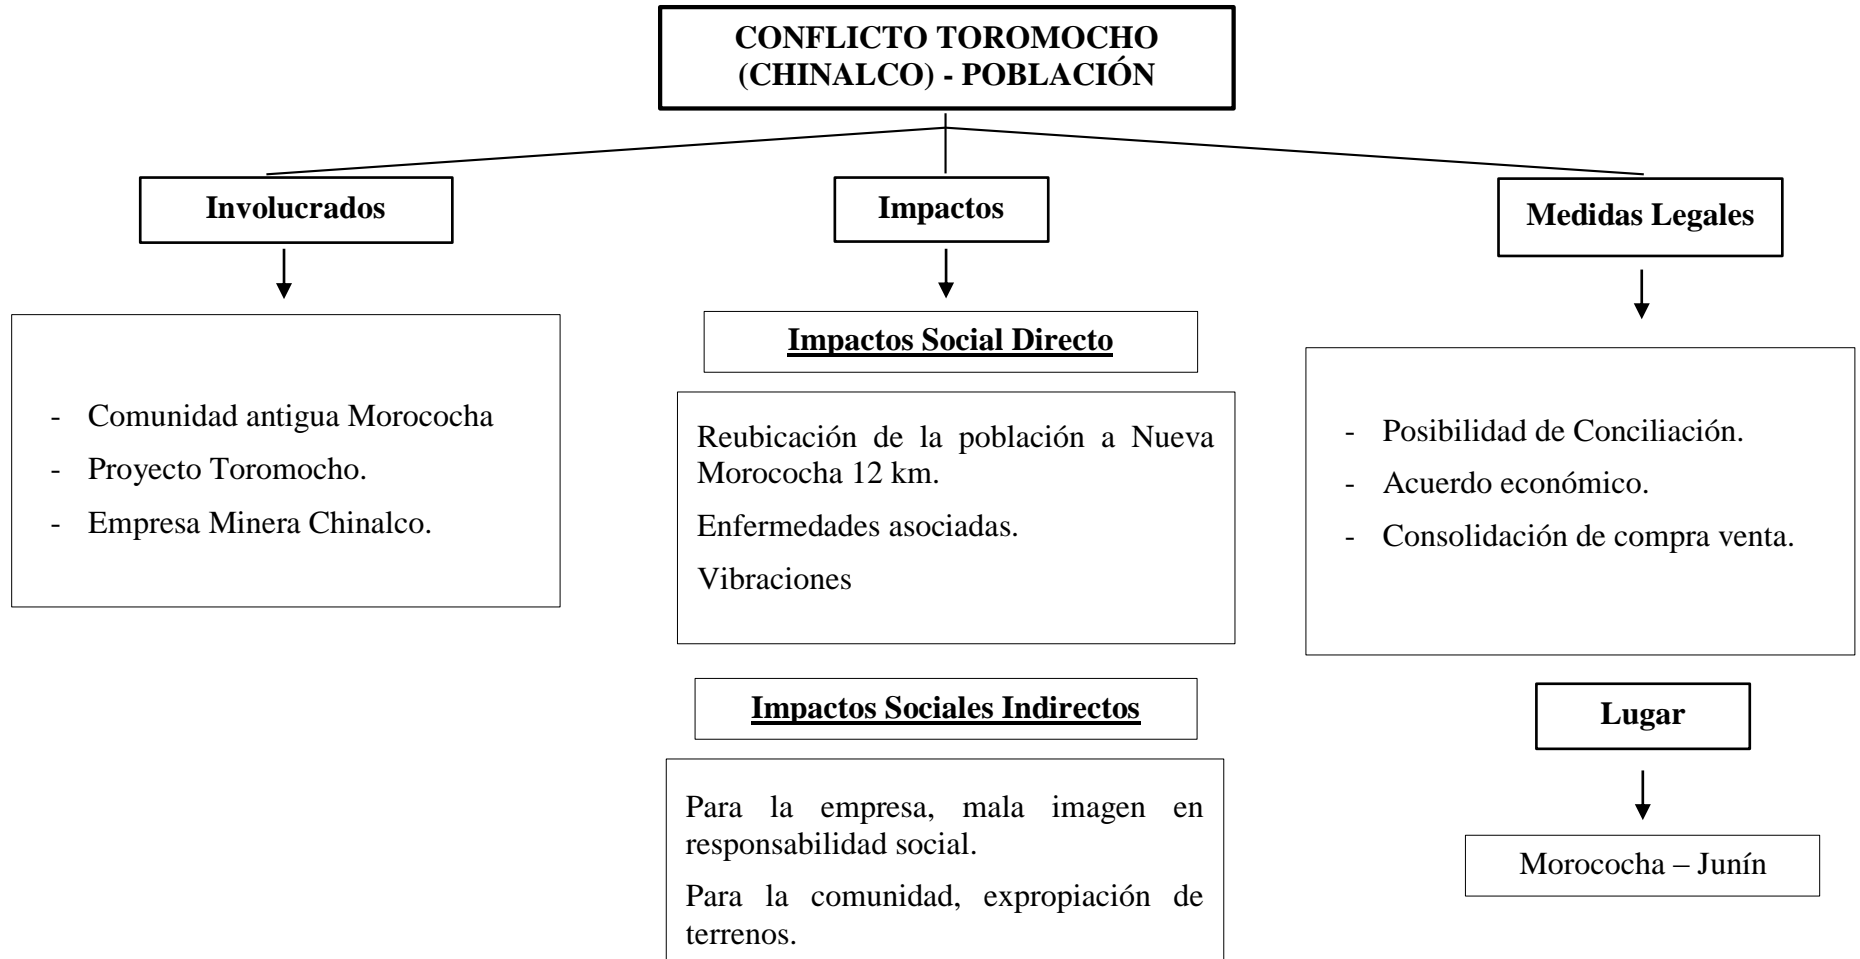 CONFLICTO TOROMOCHO
(CHINALCO) - POBLACIÓN
Involucrados
- Comunidad antigua Morococha
- Proyecto Toromocho.
- Empresa Minera Chinalco.
Impactos
Impactos Social Directo
Reubicación de la población a Nueva
Morococha 12 km.
Enfermedades asociadas.
Vibraciones
Impactos Sociales Indirectos
Para la empresa, mala imagen en
responsabilidad social.
Para la comunidad, expropiación de
terrenos.
Medidas Legales
- Posibilidad de Conciliación.
- Acuerdo económico.
- Consolidación de compra venta.
Lugar
Morococha – Junín